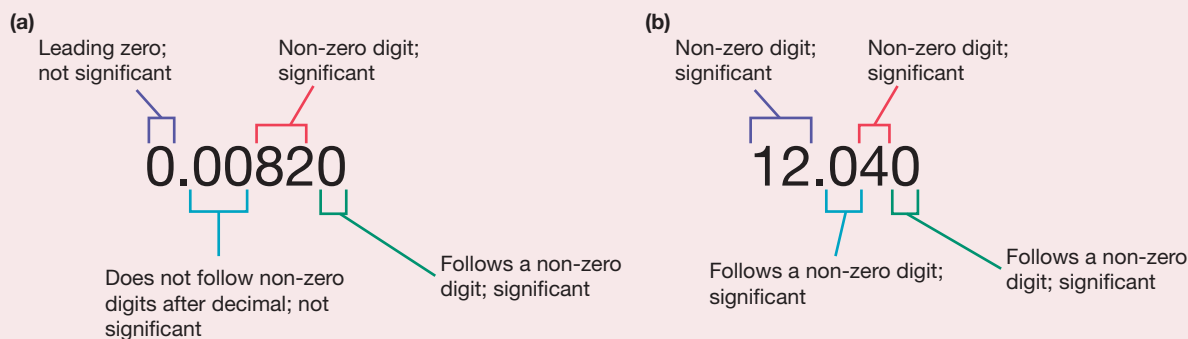 (a)
Leading zero;
not significant
Non-zero digit;
significant
0.00820
Does not follow non-zero
digits after decimal; not
significant
Follows a non-zero
digit; significant
(b)
Non-zero digit;
significant
Non-zero digit;
significant
12.040
Follows a non-zero digit;
significant
Follows a non-zero
digit; significant